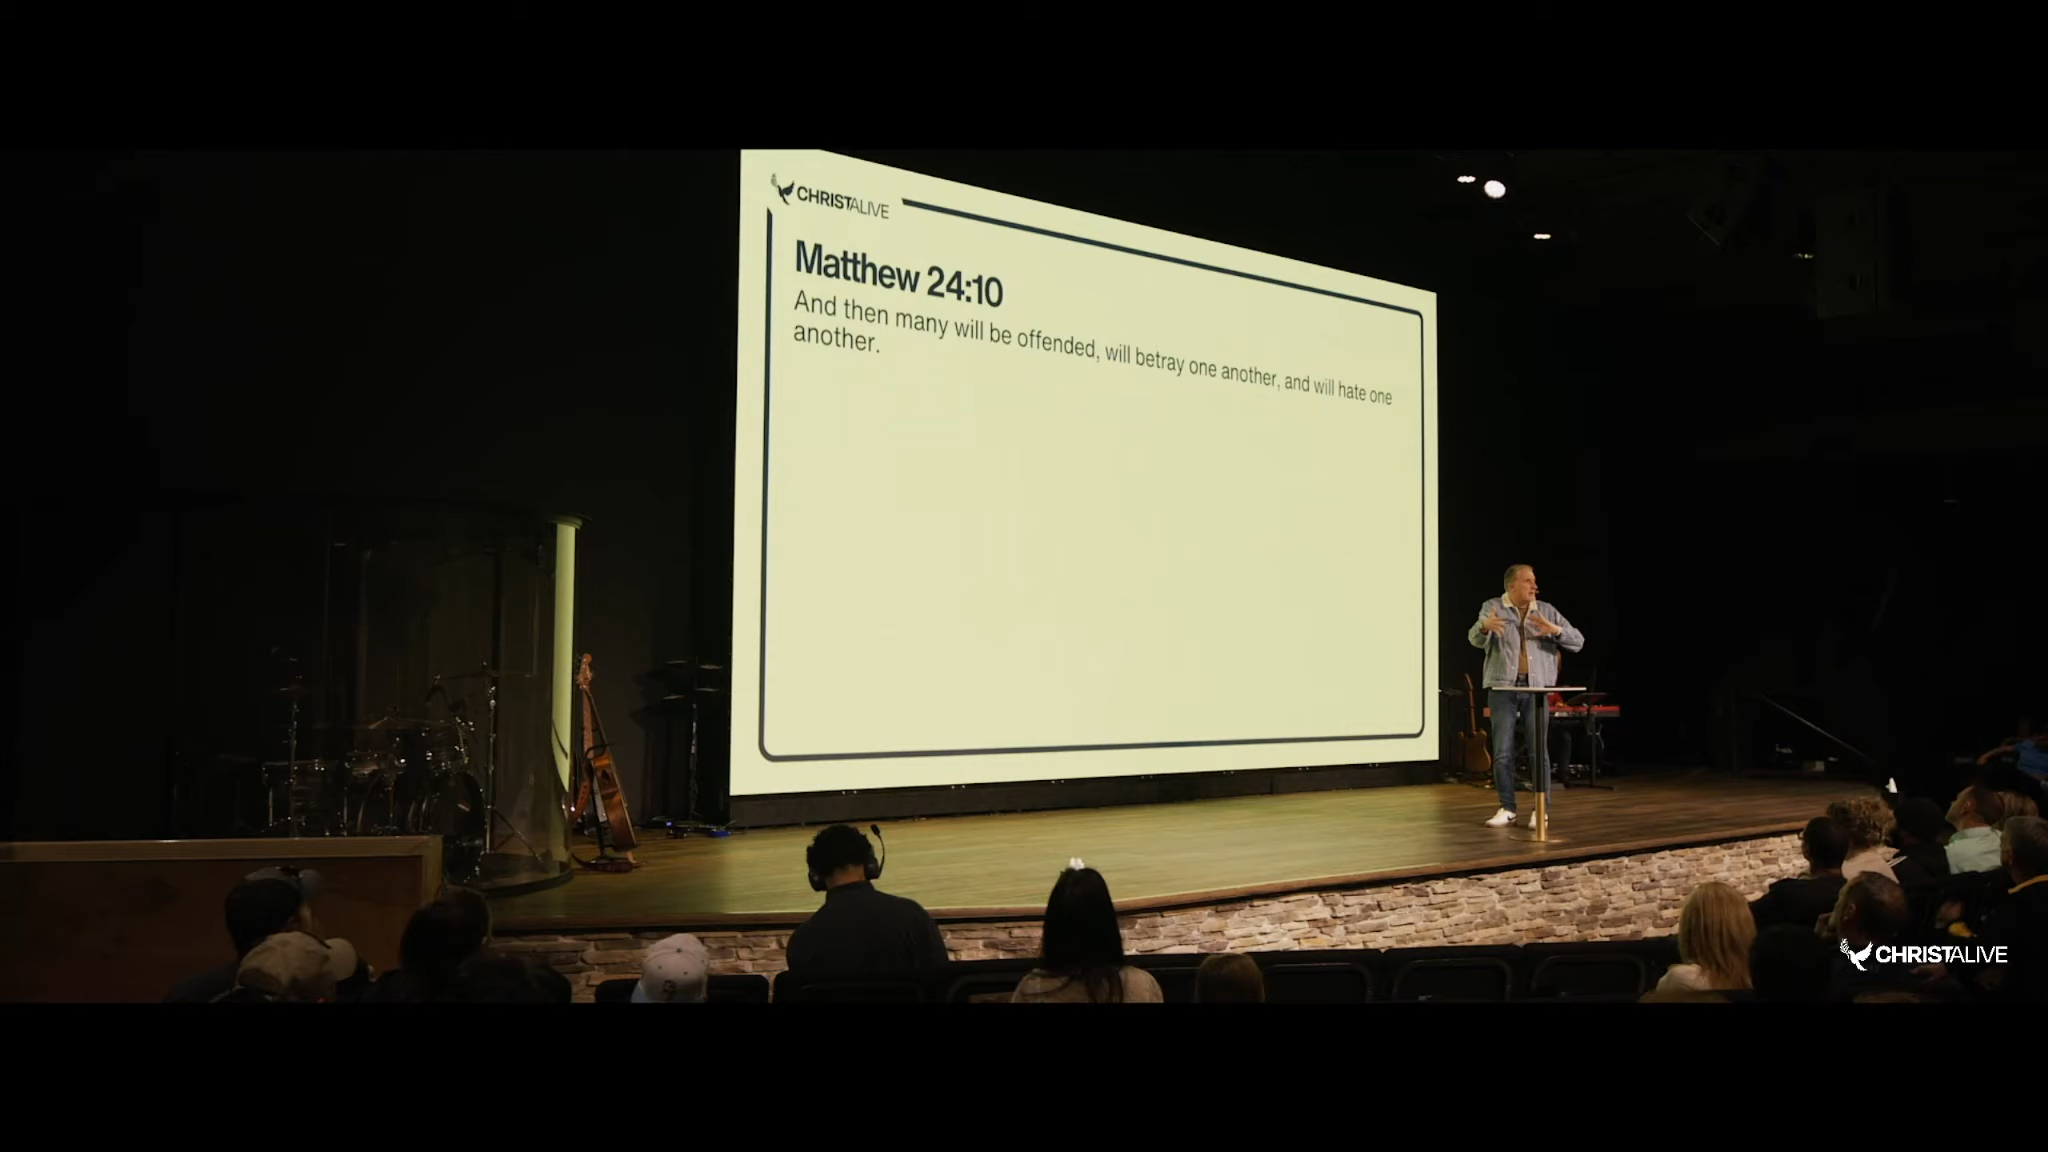 CHRISTALIVE
Matthew 24:10
And then many will be offended, will betray one another, and will hate one
another.
CHRISTALIVE